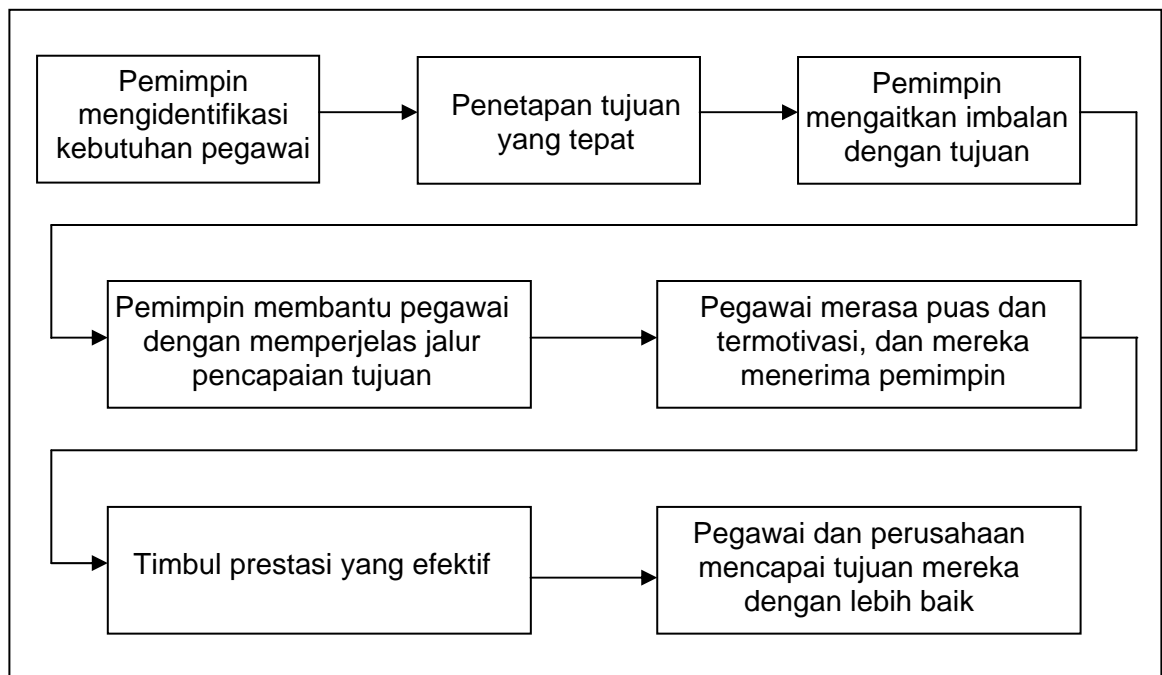 Pemimpin
mengidentifikasi
kebutuhan pegawai
Penetapan tujuan
yang tepat
Pemimpin
mengaitkan imbalan
dengan tujuan
Pemimpin membantu pegawai
dengan memperjelas jalur
pencapaian tujuan
Pegawai merasa puas dan
termotivasi, dan mereka
menerima pemimpin
Timbul prestasi yang efektif
Pegawai dan perusahaan
mencapai tujuan mereka
dengan lebih baik